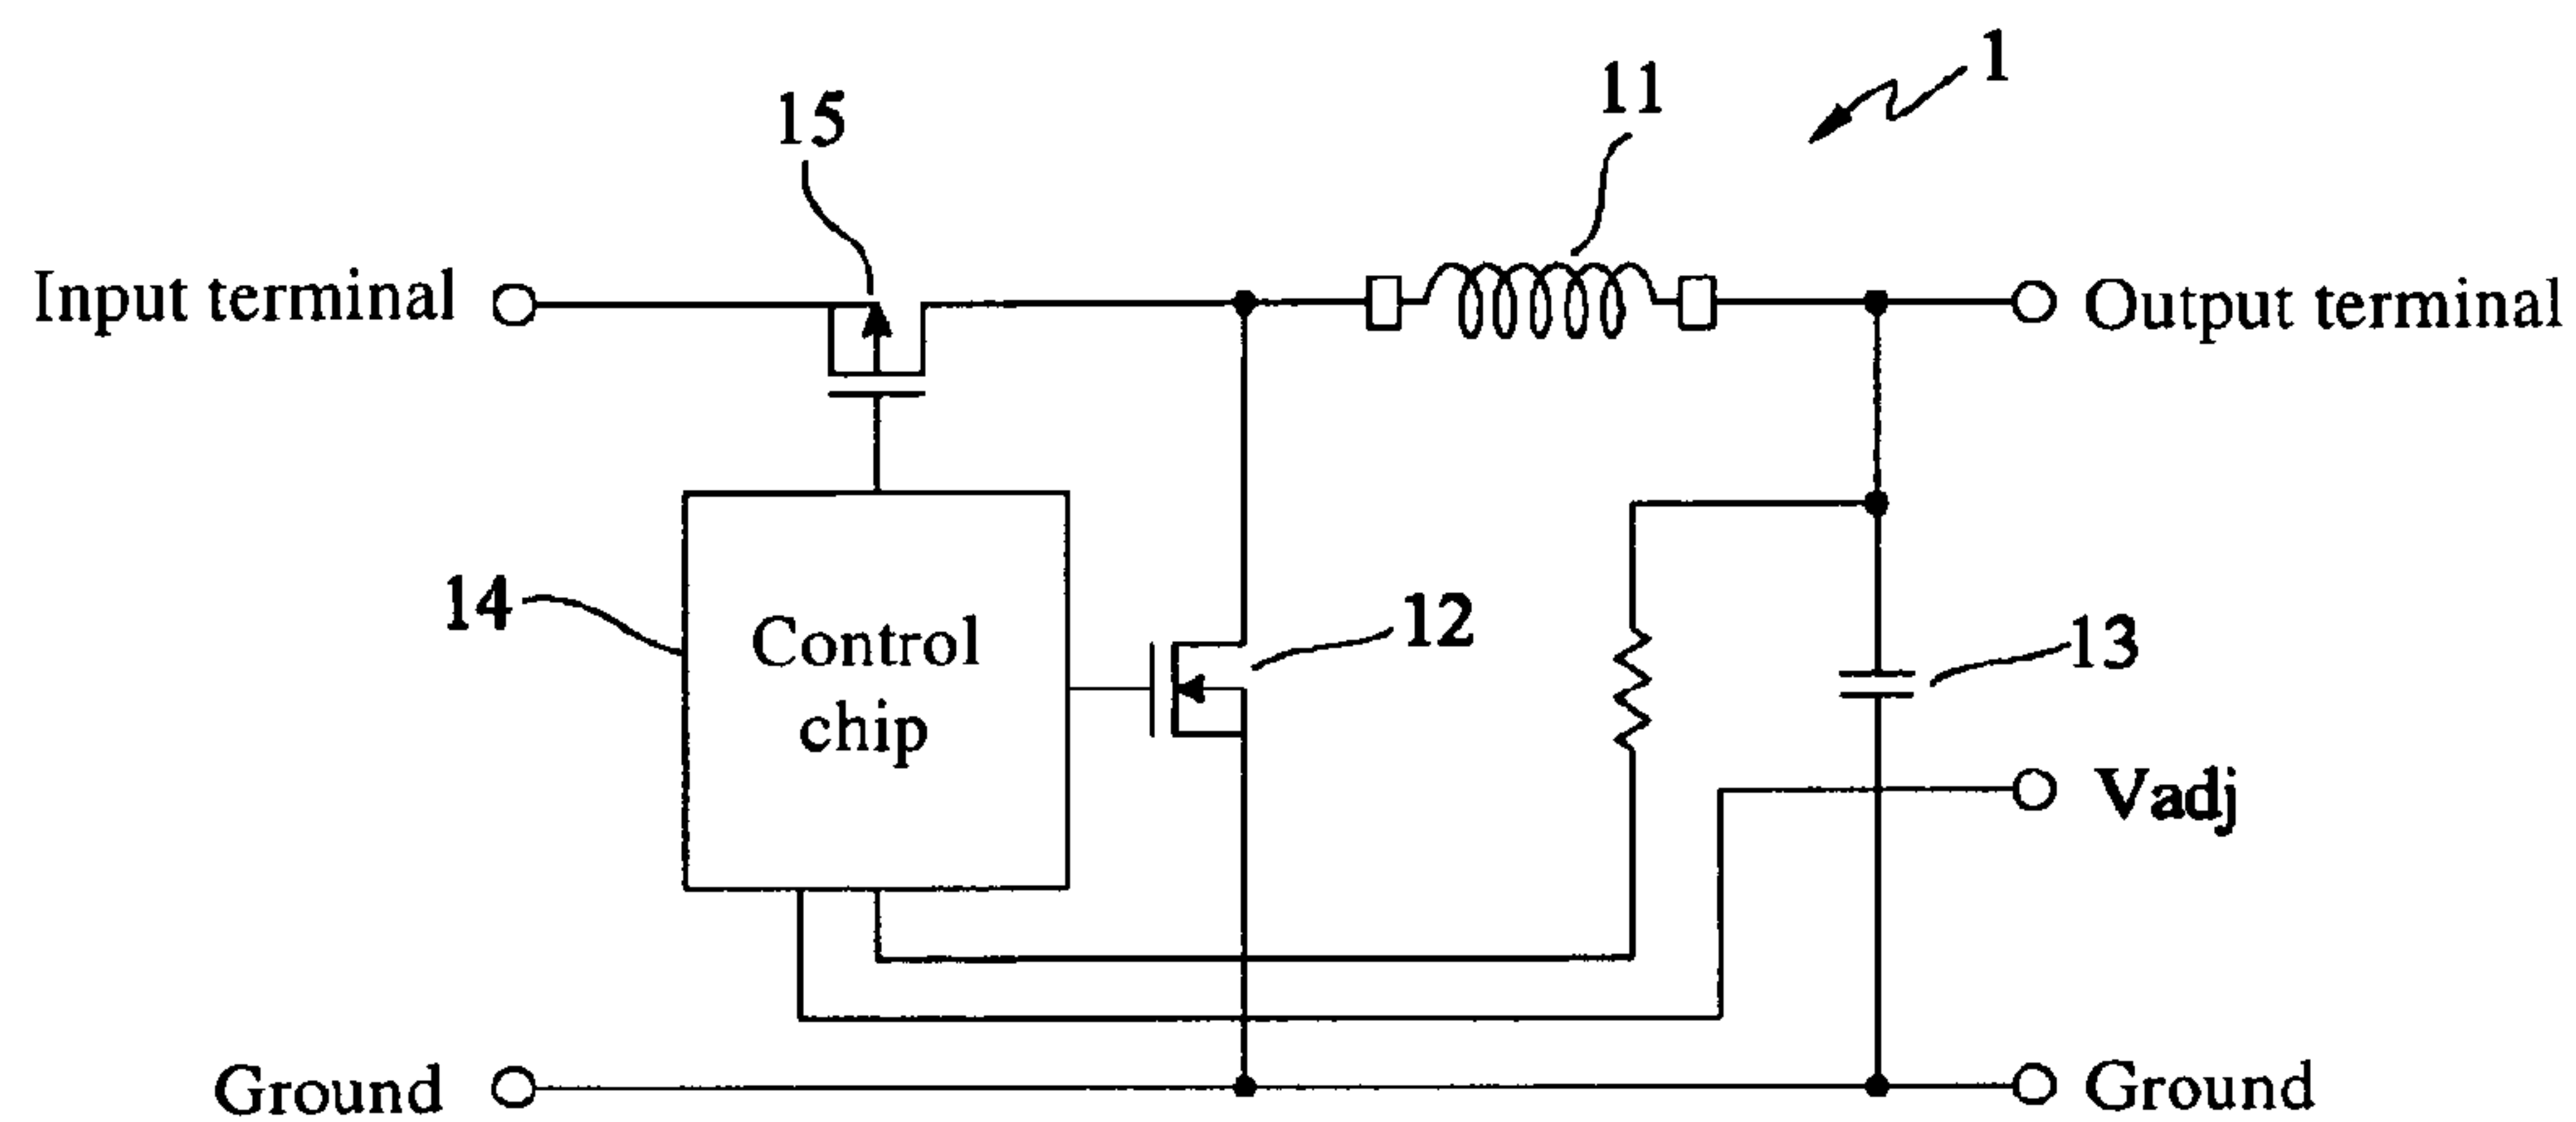 1
11
15
Input terminal
Output terminal
14
Control
chip
12
13
Vadj
Ground
Ground